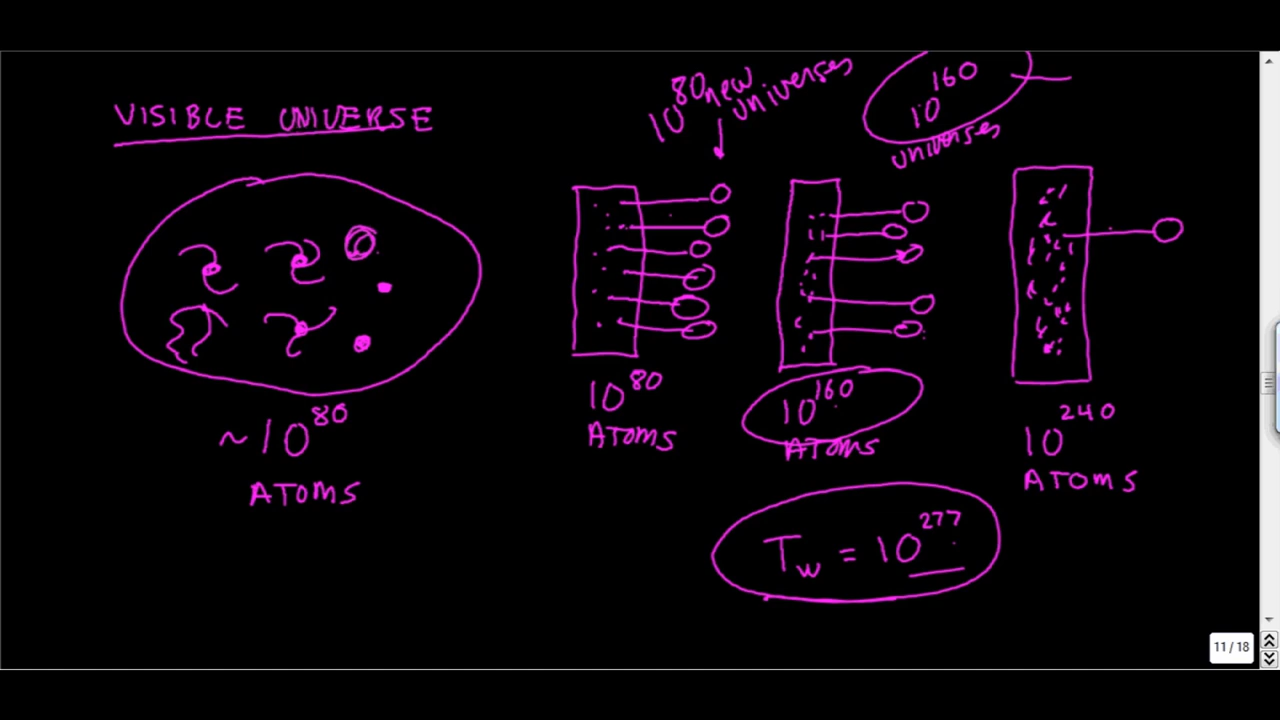 VISIBLE UNIVERSE
~10^80
ATOMS
10^80 new
universes
10^160
universes
10^80
ATOMS
10^160
ATOMS
10^240
ATOMS
Tw = 10^277
11 / 18